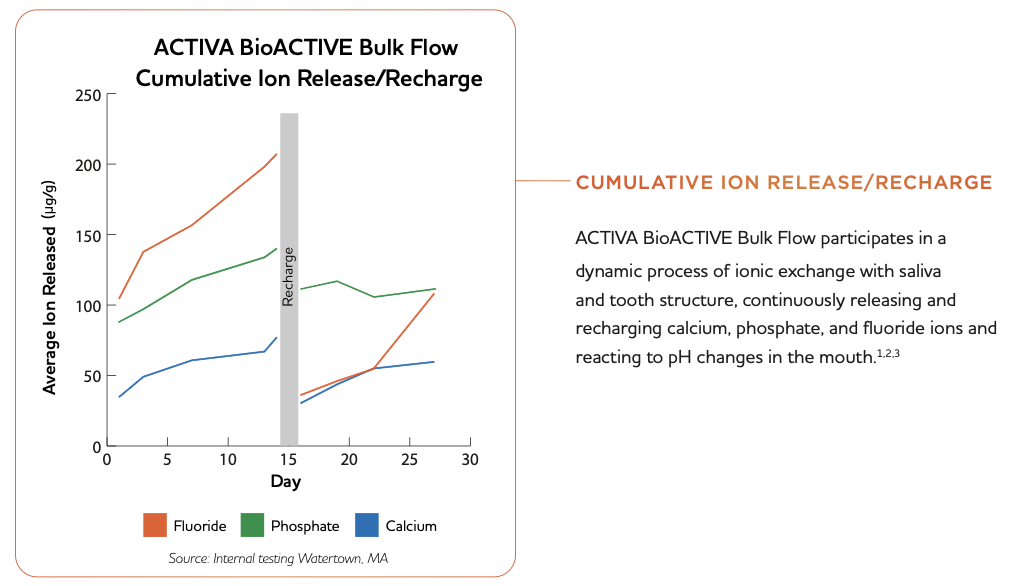 ACTIVA BioACTIVE Bulk Flow
Cumulative Ion Release/Recharge
250
200
150
100
50
0
Average Ion Released (µg/g)
Recharge
0 5 10 15 20 25 30
Day
Fluoride Phosphate Calcium
Source: Internal testing Watertown, MA
CUMULATIVE ION RELEASE/RECHARGE
ACTIVA BioACTIVE Bulk Flow participates in a
dynamic process of ionic exchange with saliva
and tooth structure, continuously releasing and
recharging calcium, phosphate, and fluoride ions and
reacting to pH changes in the mouth.1,2,3